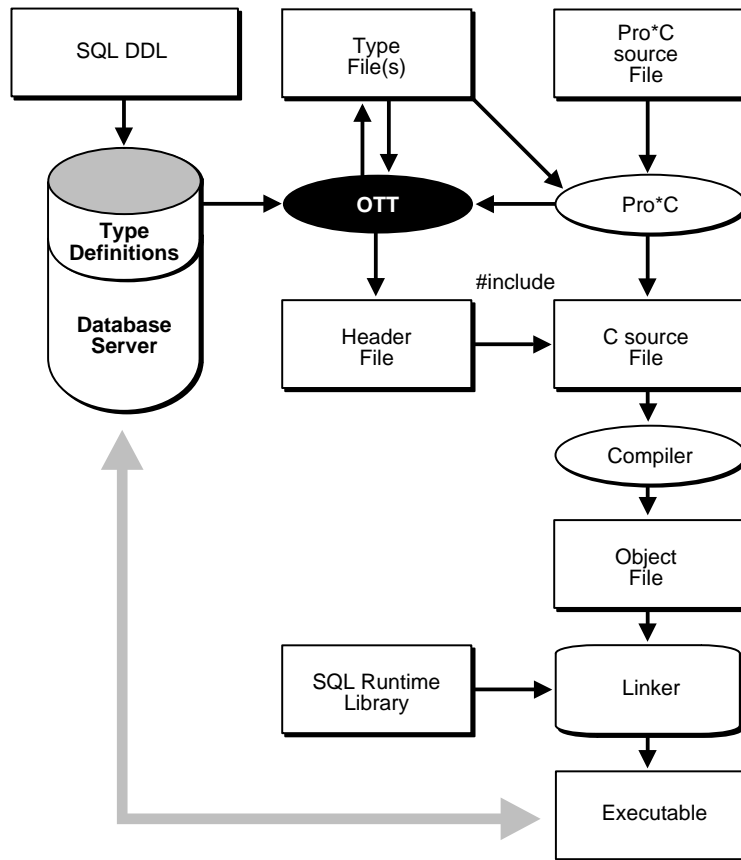 SQL DDL
Type
File(s)
Pro*C
source
File
Type
Definitions
OTT
Pro*C
Database
Server
#include
Header
File
C source
File
Compiler
Object
File
SQL Runtime
Library
Linker
Executable